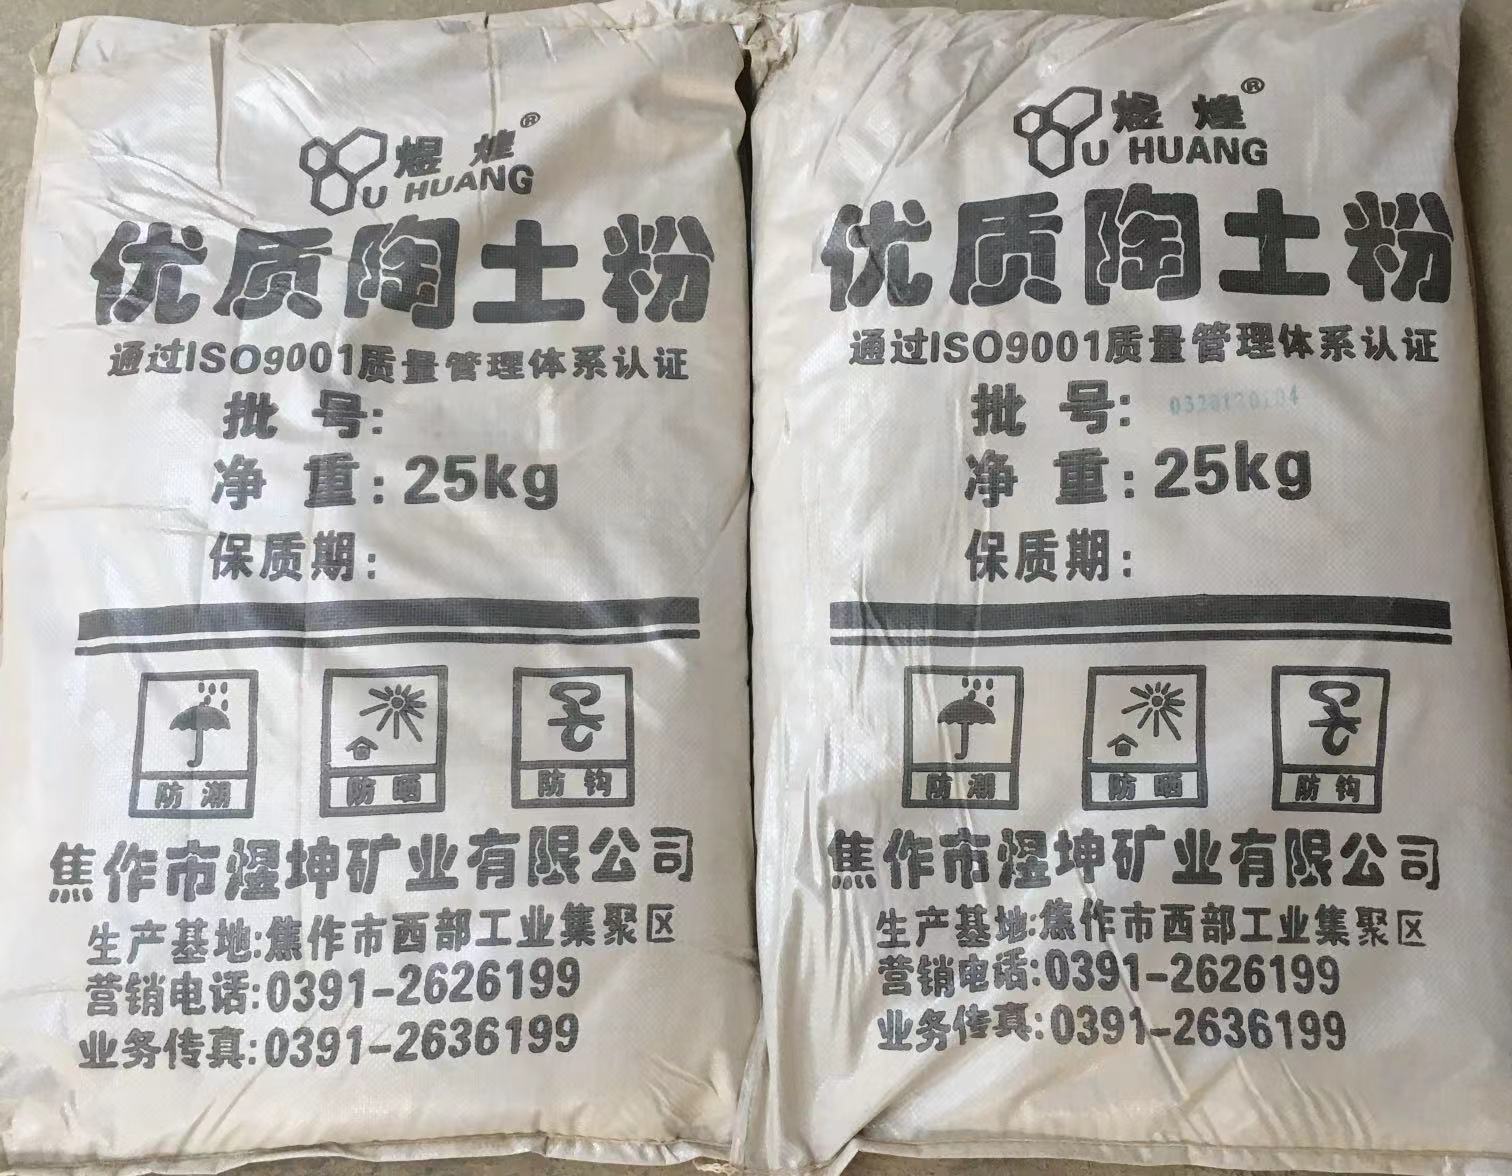 煜煌®
YU HUANG
优质陶土粉
通过ISO9001质量管理体系认证
批号:
净重:25kg
保质期:
防潮
防晒
防钩
焦作市煜坤矿业有限公司
生产基地:焦作市西部工业集聚区
营销电话:0391-2626199
业务传真:0391-2636199
煜煌®
YU HUANG
优质陶土粉
通过ISO9001质量管理体系认证
批号:
净重:25kg
保质期:
防潮
防晒
防钩
焦作市煜坤矿业有限公司
生产基地:焦作市西部工业集聚区
营销电话:0391-2626199
业务传真:0391-2636199